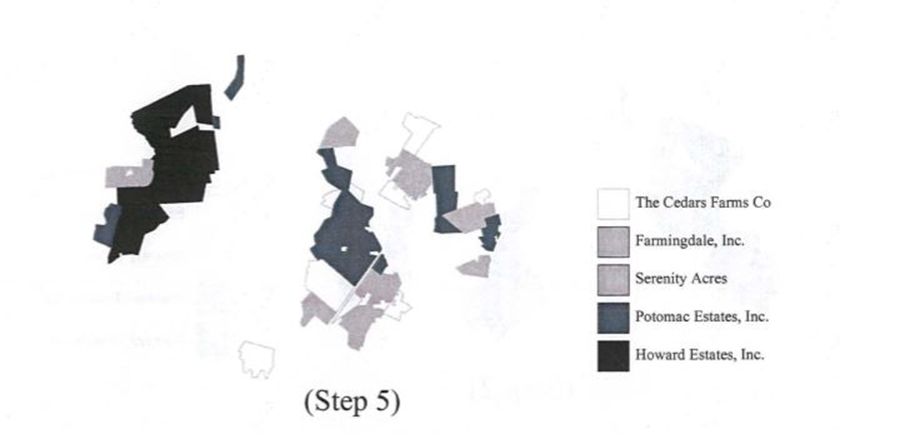 The Cedars Farms Co
Farmingdale, Inc.
Serenity Acres
Potomac Estates, Inc.
Howard Estates, Inc.
(Step 5)